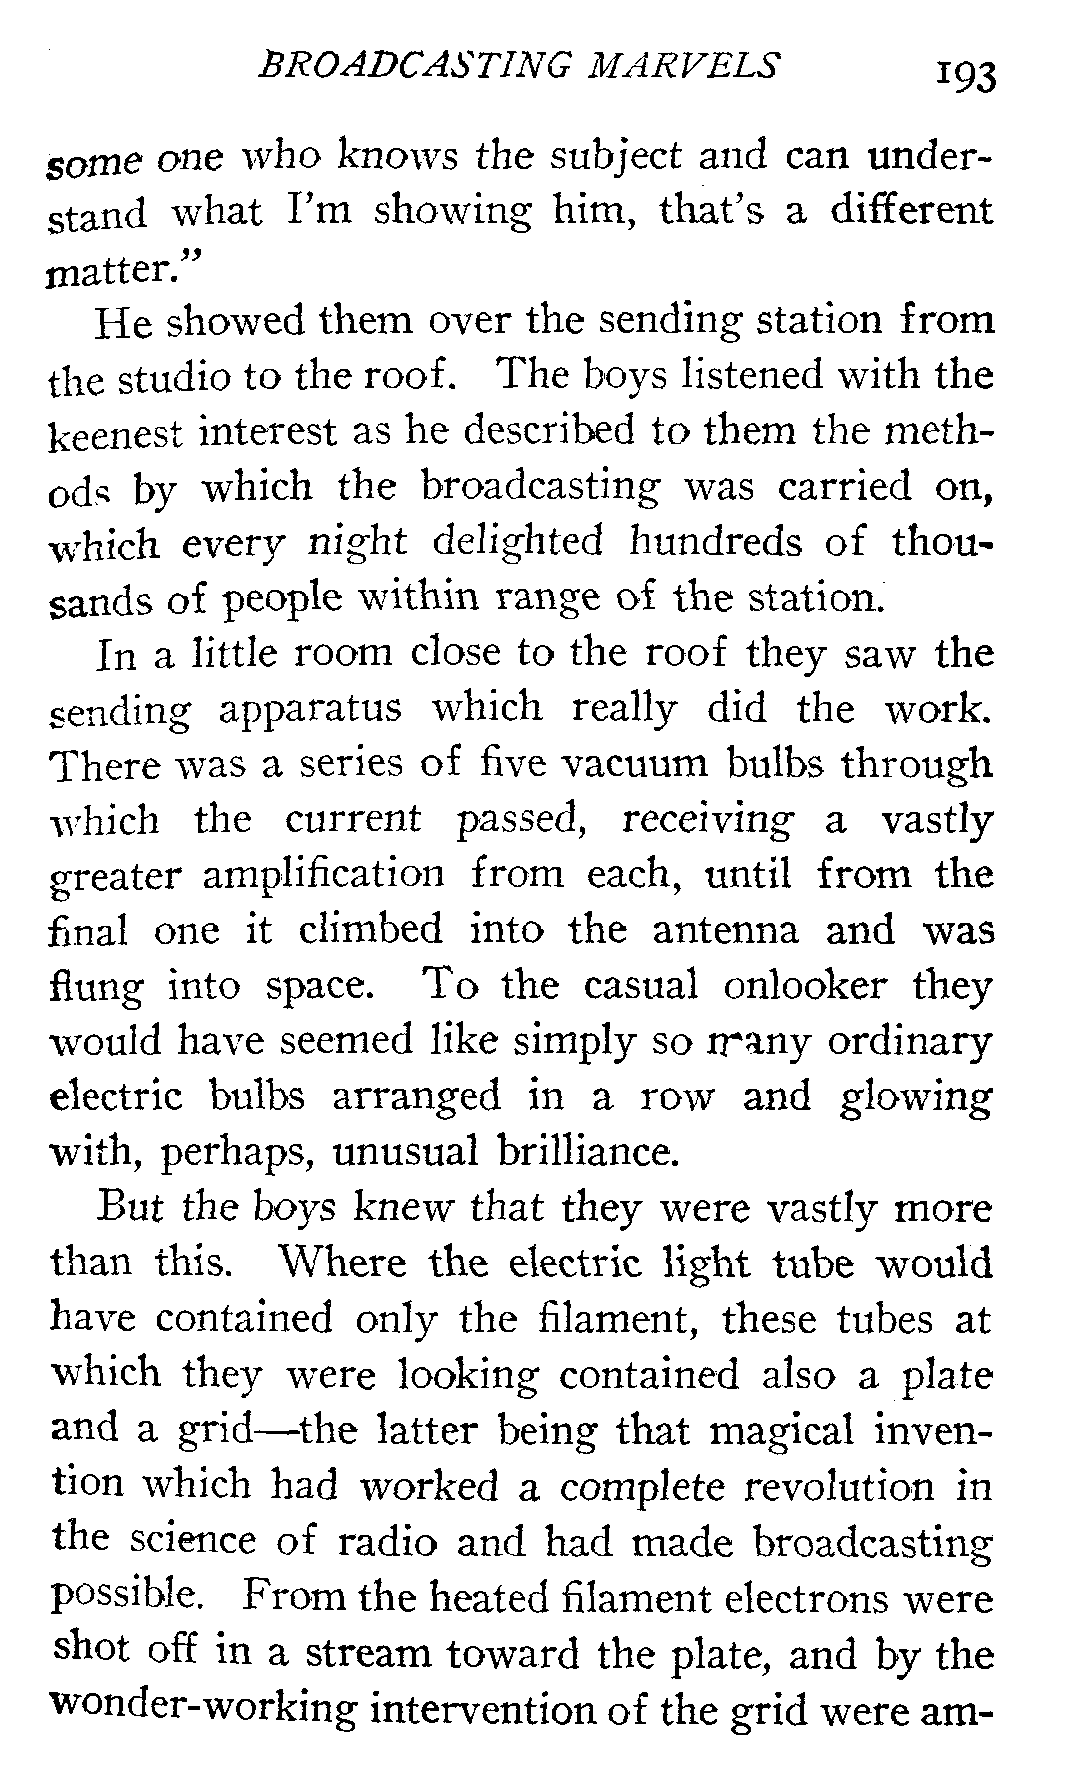 BROADCASTING MARVELS 193
some one who knows the subject and can under-
stand what I'm showing him, that's a different
matter."
He showed them over the sending station from
the studio to the roof. The boys listened with the
keenest interest as he described to them the meth-
ods by which the broadcasting was carried on,
which every night delighted hundreds of thou-
sands of people within range of the station.
In a little room close to the roof they saw the
sending apparatus which really did the work.
There was a series of five vacuum bulbs through
which the current passed, receiving a vastly
greater amplification from each, until from the
final one it climbed into the antenna and was
flung into space. To the casual onlooker they
would have seemed like simply so many ordinary
electric bulbs arranged in a row and glowing
with, perhaps, unusual brilliance.
But the boys knew that they were vastly more
than this. Where the electric light tube would
have contained only the filament, these tubes at
which they were looking contained also a plate
and a grid—the latter being that magical inven-
tion which had worked a complete revolution in
the science of radio and had made broadcasting
possible. From the heated filament electrons were
shot off in a stream toward the plate, and by the
wonder-working intervention of the grid were am-